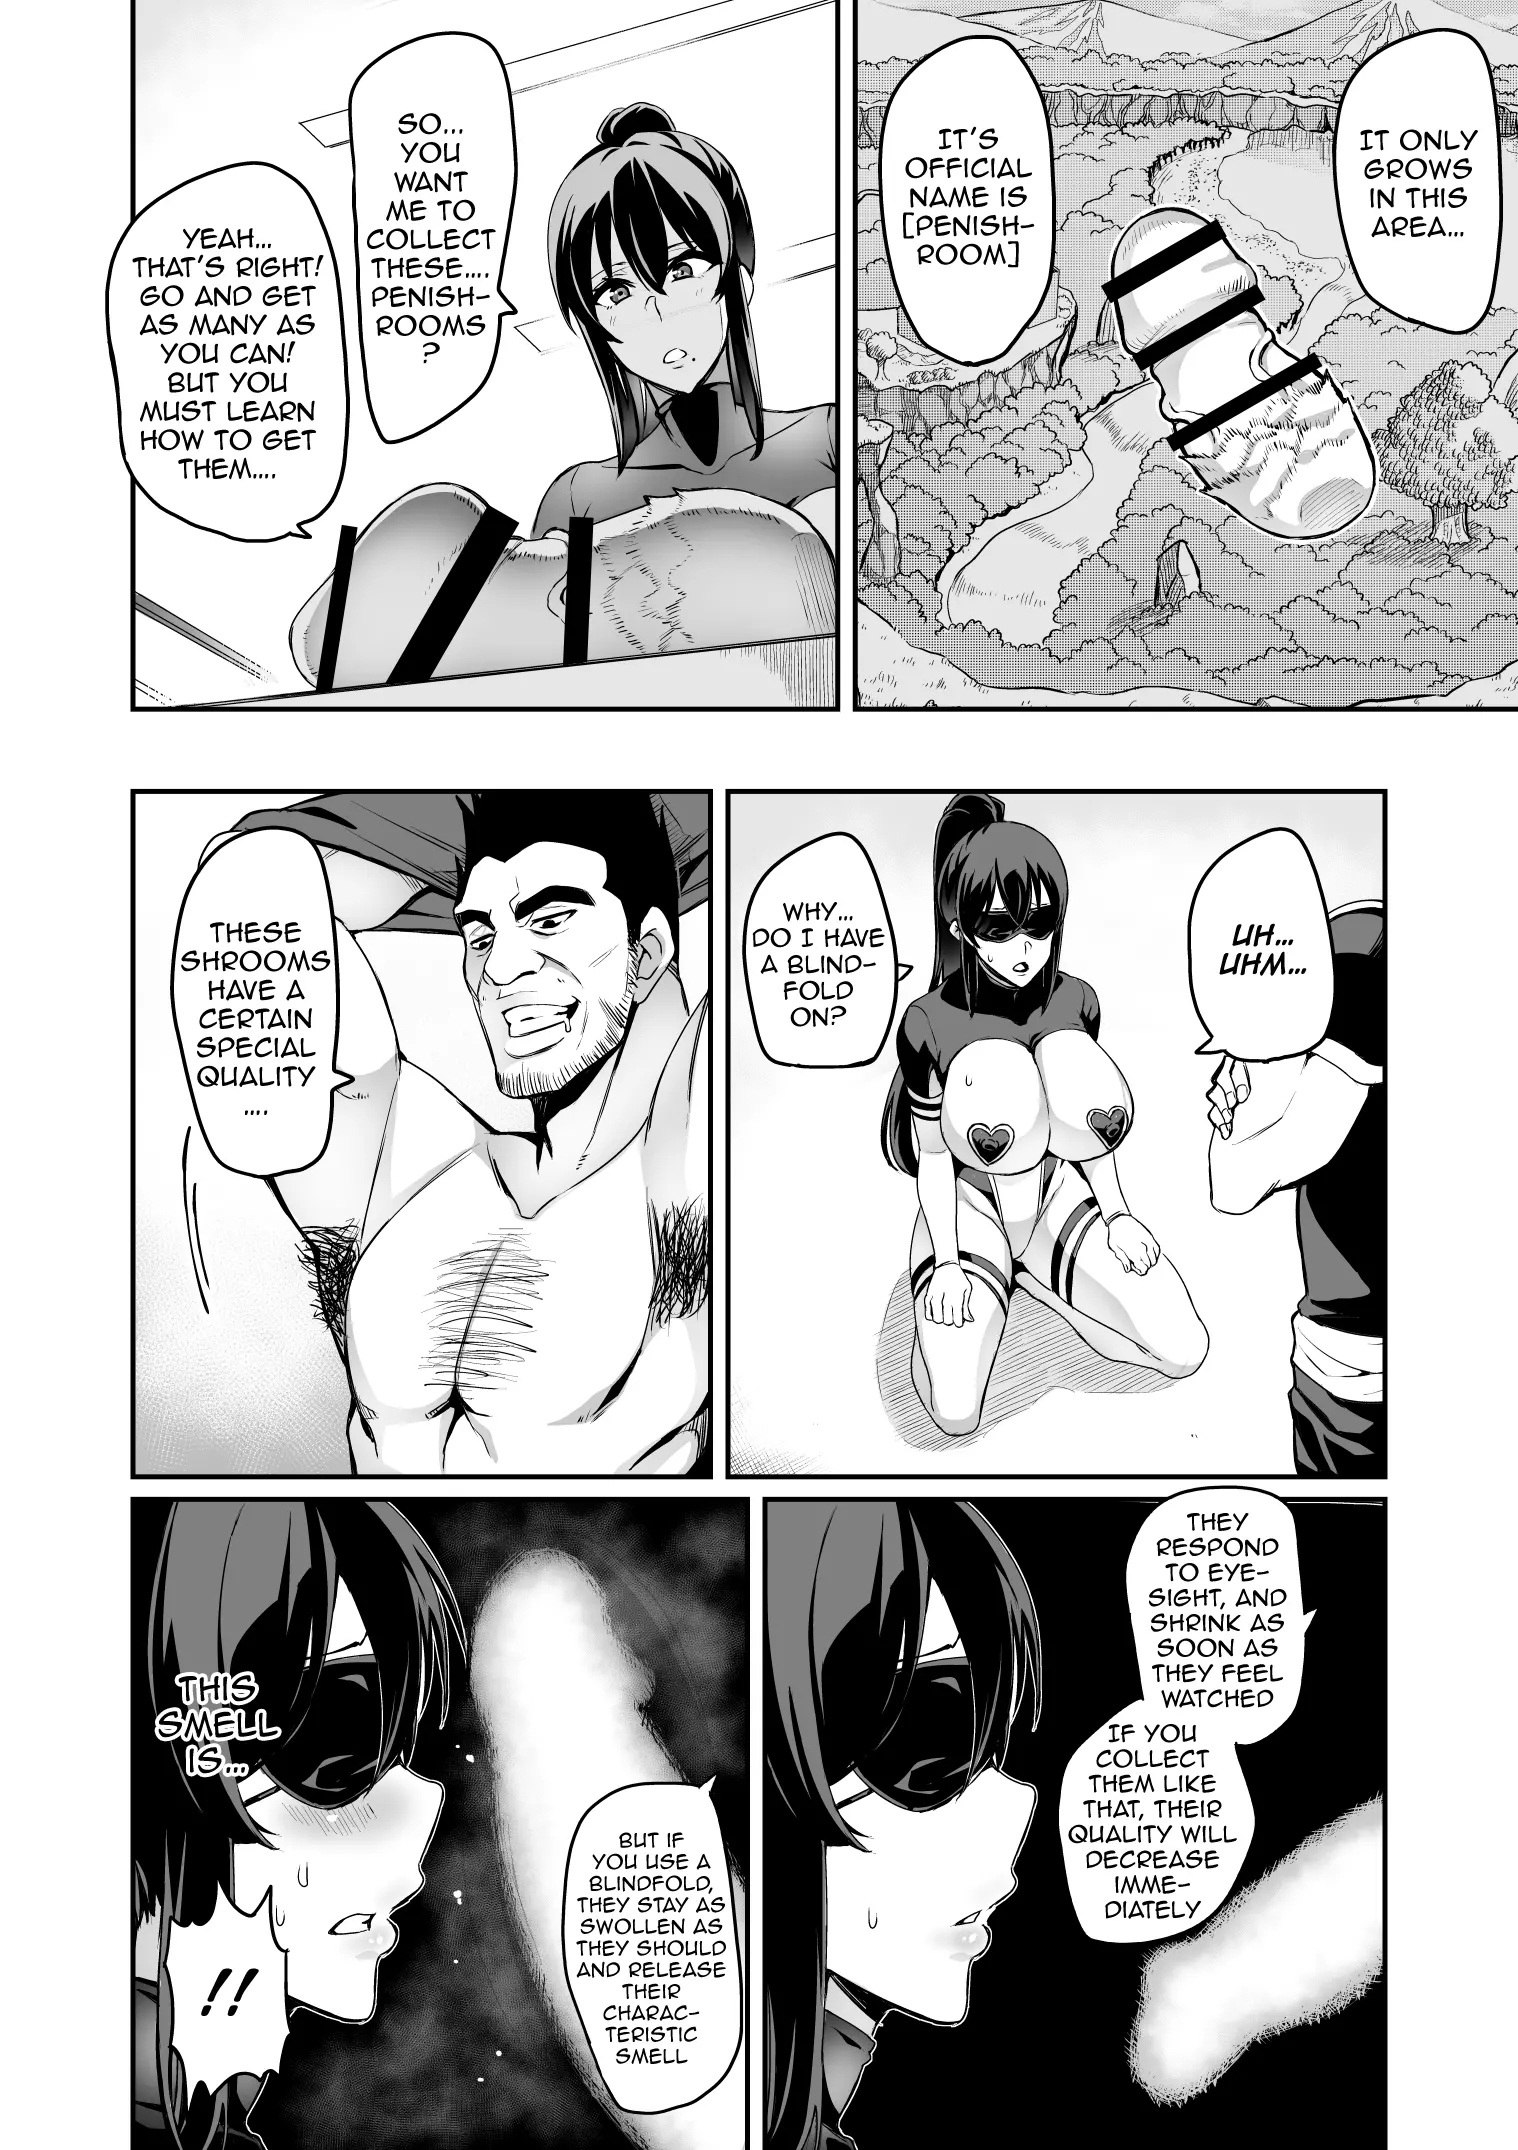 IT ONLY
GROWS
IN THIS
AREA...
IT'S
OFFICIAL
NAME IS
[PENISH-
ROOM]
SO...
YOU
WANT
ME TO
COLLECT
THESE....
PENISH-
ROOMS
?
YEAH...
THAT'S RIGHT!
GO AND GET
AS MANY AS
YOU CAN!
BUT YOU
MUST LEARN
HOW TO GET
THEM....
UH...
UHM...
WHY...
DO I HAVE
A BLIND-
FOLD
ON?
THESE
SHROOMS
HAVE A
CERTAIN
SPECIAL
QUALITY
....
THEY
RESPOND
TO EYE-
SIGHT, AND
SHRINK AS
SOON AS
THEY FEEL
WATCHED
IF YOU
COLLECT
THEM LIKE
THAT, THEIR
QUALITY WILL
DECREASE
IMME-
DIATELY
BUT IF
YOU USE A
BLINDFOLD,
THEY STAY AS
SWOLLEN AS
THEY SHOULD
AND RELEASE
THEIR
CHARAC-
TERISTIC
SMELL
THIS
SMELL
IS...
!!